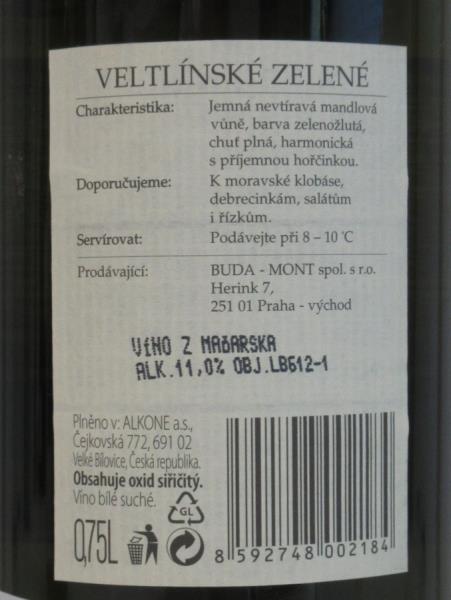 VELTLÍNSKÉ ZELENÉ
Charakteristika: Jemná nevtíravá mandlová
vůně, barva zelenožlutá,
chuť plná, harmonická
s příjemnou hořčinkou.
Doporučujeme: K moravské klobáse,
debrecinkám, salátům
i řízkům.
Servírovat: Podávejte při 8 – 10 °C
Prodávající: BUDA - MONT spol. s r.o.
Herink 7,
251 01 Praha - východ
VÍNO Z MAĎARSKA
ALK.11,0% OBJ.LB612-1
Plněno v: ALKONE a.s.,
Čejkovská 772, 691 02
Velké Bílovice, Česká republika.
Obsahuje oxid siřičitý.
Víno bílé suché.
GL
0,75L
8 592748 002184